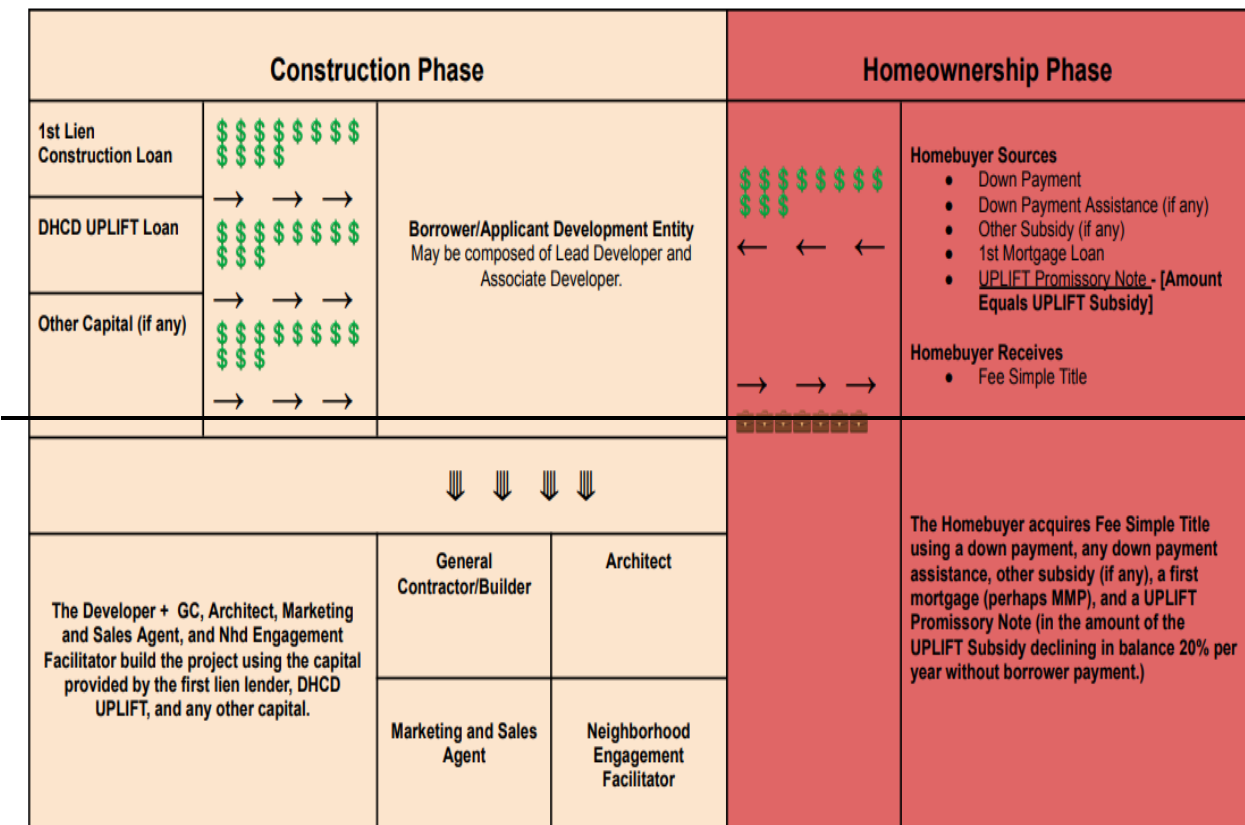 Construction Phase
Homeownership Phase
1st Lien
Construction Loan
$ $ $ $ $ $ $ $
$ $ $ $
→ → →
DHCD UPLIFT Loan
$ $ $ $ $ $ $ $
$ $ $
→ → →
Other Capital (if any)
$ $ $ $ $ $ $ $
$ $ $
→ → →
Borrower/Applicant Development Entity
May be composed of Lead Developer and
Associate Developer.
$ $ $ $ $ $ $ $
$ $ $
← ← ←
→ → →
Homebuyer Sources
● Down Payment
● Down Payment Assistance (if any)
● Other Subsidy (if any)
● 1st Mortgage Loan
● UPLIFT Promissory Note - [Amount
Equals UPLIFT Subsidy]
Homebuyer Receives
● Fee Simple Title
⤋ ⤋ ⤋ ⤋
The Developer + GC, Architect, Marketing
and Sales Agent, and Nhd Engagement
Facilitator build the project using the capital
provided by the first lien lender, DHCD
UPLIFT, and any other capital.
General
Contractor/Builder
Architect
Marketing and Sales
Agent
Neighborhood
Engagement
Facilitator
The Homebuyer acquires Fee Simple Title
using a down payment, any down payment
assistance, other subsidy (if any), a first
mortgage (perhaps MMP), and a UPLIFT
Promissory Note (in the amount of the
UPLIFT Subsidy declining in balance 20% per
year without borrower payment.)